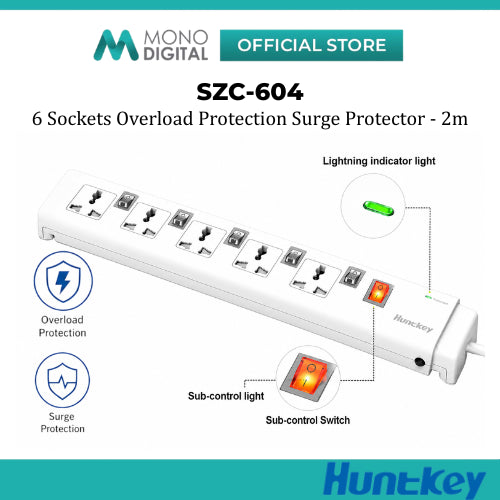 MONO
DIGITAL
OFFICIAL STORE
SZC-604
6 Sockets Overload Protection Surge Protector - 2m
Lightning indicator light
Overload
Protection
Huntkey
Surge
Protection
Sub-control light
Sub-control Switch
Huntkey